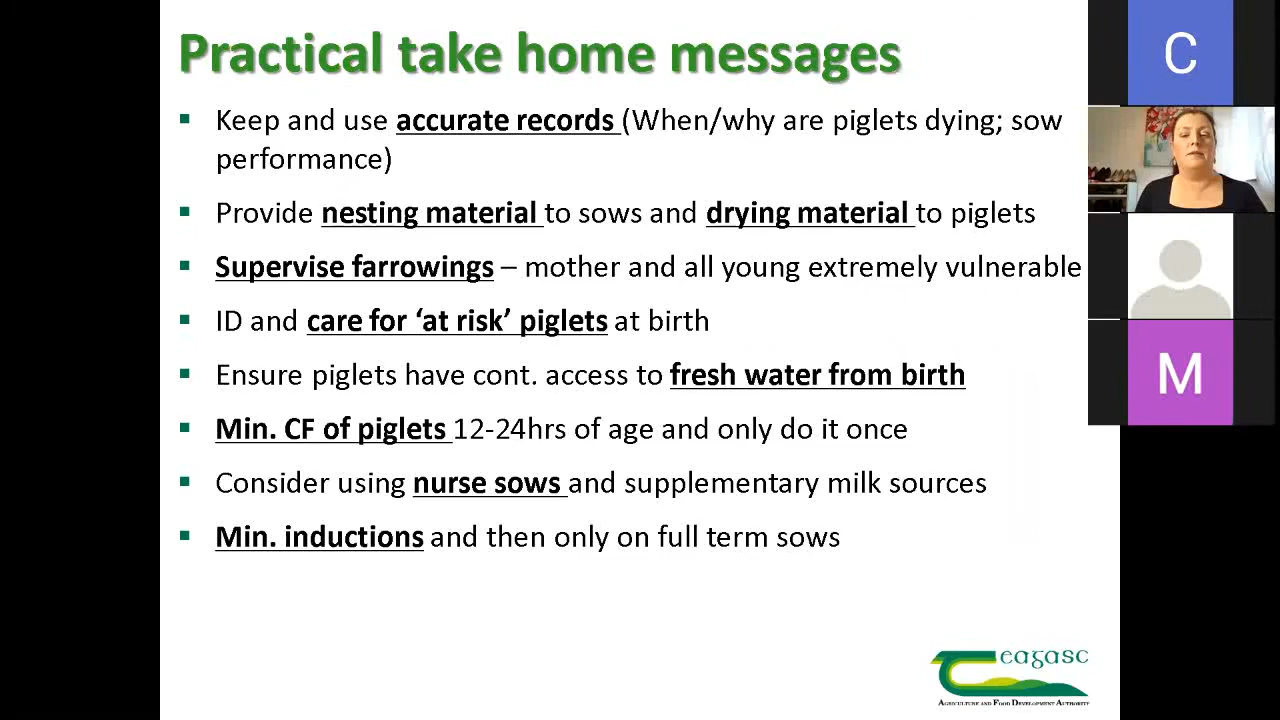 Practical take home messages
Keep and use accurate records (When/why are piglets dying; sow
performance)
Provide nesting material to sows and drying material to piglets
Supervise farrowings – mother and all young extremely vulnerable
ID and care for ‘at risk’ piglets at birth
Ensure piglets have cont. access to fresh water from birth
Min. CF of piglets 12-24hrs of age and only do it once
Consider using nurse sows and supplementary milk sources
Min. inductions and then only on full term sows
C
M
Teagasc
AGRICULTURE AND FOOD DEVELOPMENT AUTHORITY